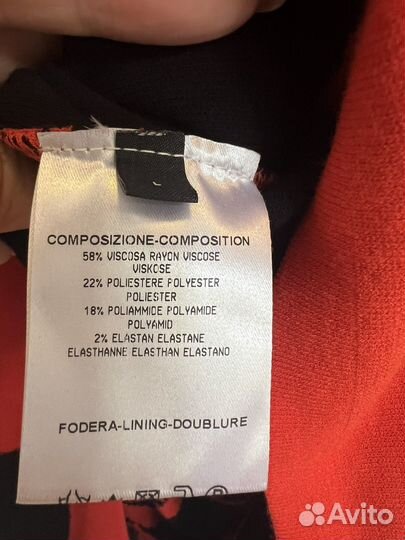 COMPOSIZIONE-COMPOSITION
58% VISCOSA RAYON VISCOSE
VISKOSE
22% POLIESTERE POLYESTER
POLIESTER
18% POLIAMMIDE POLYAMIDE
POLYAMID
2% ELASTAN ELASTANE
ELASTHANNE ELASTHAN ELASTANO
FODERA-LINING-DOUBLURE
Avito